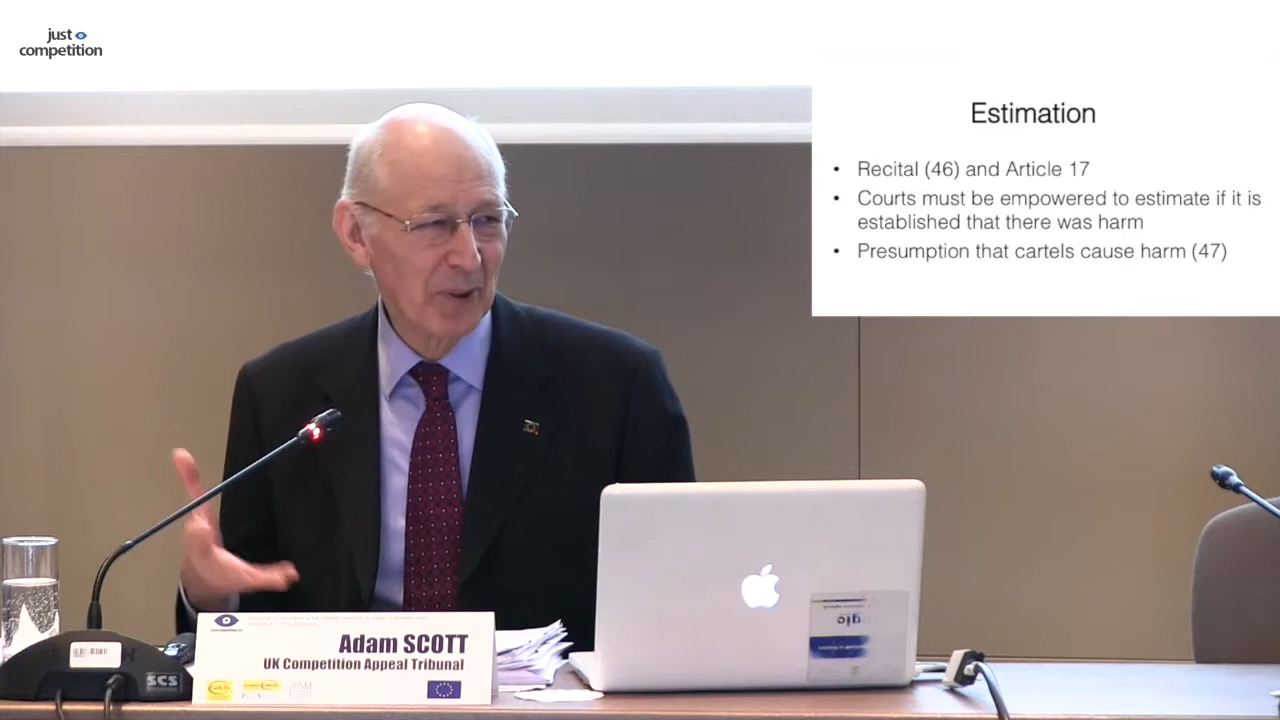 just
competition
Estimation
• Recital (46) and Article 17
• Courts must be empowered to estimate if it is
established that there was harm
• Presumption that cartels cause harm (47)
Adam SCOTT
UK Competition Appeal Tribunal
SCS